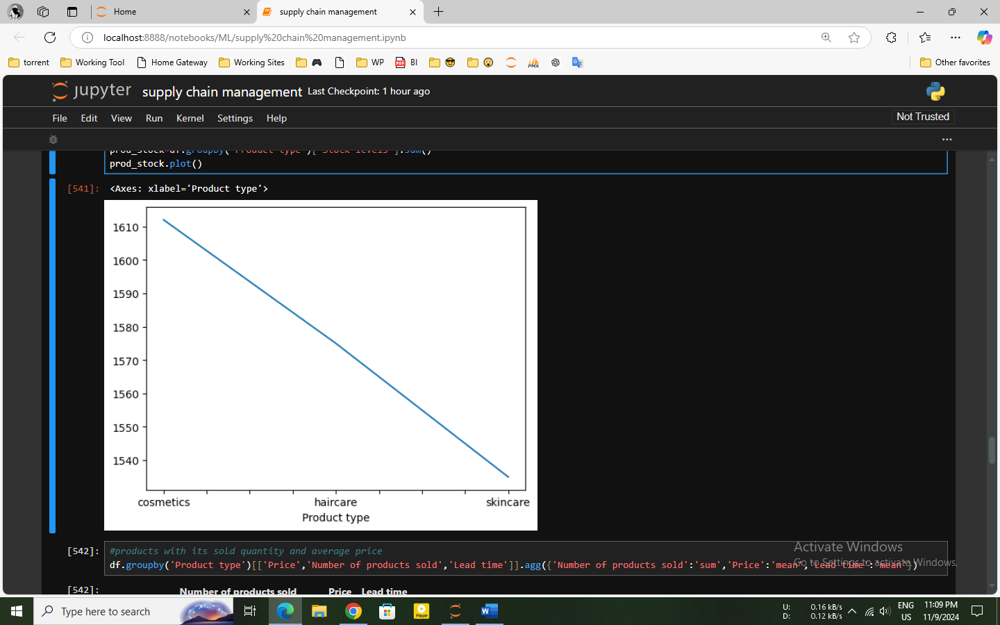 Home
supply chain management
localhost:8888/notebooks/ML/supply%20chain%20management.ipynb
torrent
Working Tool
Home Gateway
Working Sites
WP
PDF
BI
PMA
Other favorites
jupyter
supply chain management
Last Checkpoint: 1 hour ago
File
Edit
View
Run
Kernel
Settings
Help
Not Trusted
prod_stock=df.groupby('Product type')['Stock levels'].sum()
prod_stock.plot()
[541]:
<Axes: xlabel='Product type'>
1610
1600
1590
1580
1570
1560
1550
1540
cosmetics
haircare
skincare
Product type
[542]:
#products with its sold quantity and average price
df.groupby('Product type')[['Price','Number of products sold','Lead time']].agg({'Number of products sold':'sum','Price':'mean','Lead time':'mean'})
Activate Windows
Go to Settings to activate Windows.
[542]:
Number of products sold
Price
Lead time
Type here to search
Player
U:
0.16 kB/s
D:
0.12 kB/s
ENG
US
11:09 PM
11/9/2024